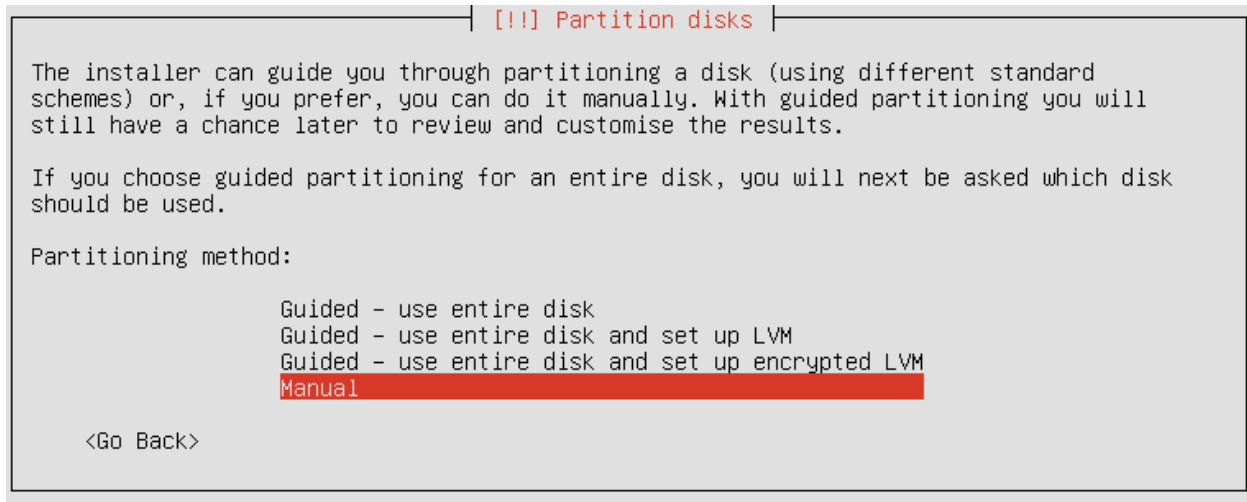 [!!] Partition disks
The installer can guide you through partitioning a disk (using different standard
schemes) or, if you prefer, you can do it manually. With guided partitioning you will
still have a chance later to review and customise the results.
If you choose guided partitioning for an entire disk, you will next be asked which disk
should be used.
Partitioning method:
Guided – use entire disk
Guided – use entire disk and set up LVM
Guided – use entire disk and set up encrypted LVM
Manual
<Go Back>